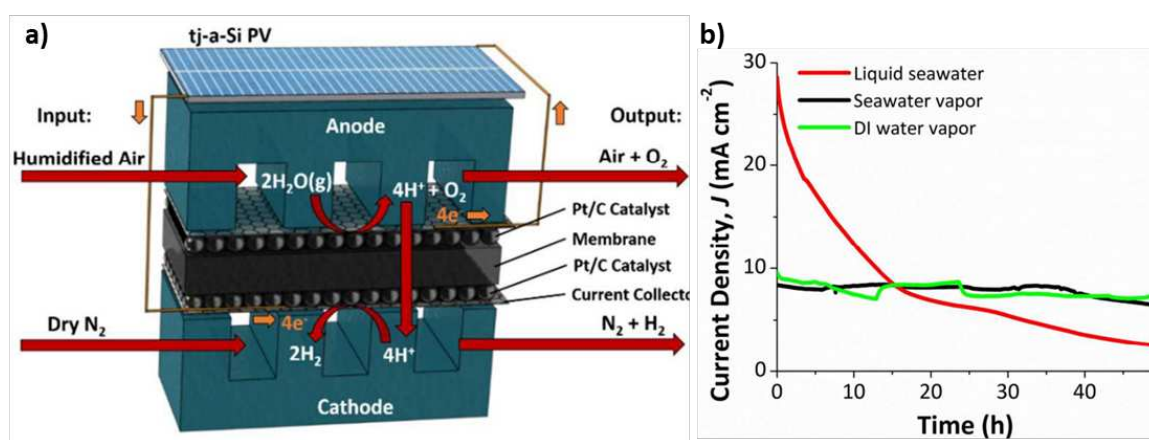 a)
tj-a-Si PV
Input:
Output:
Anode
Humidified Air
Air + O₂
2H₂O(g)
4H⁺ + O₂
4e⁻
Pt/C Catalyst
Membrane
Pt/C Catalyst
Current Collecto
Dry N₂
4e⁻
2H₂
4H⁺
N₂ + H₂
Cathode
b)
Liquid seawater
Seawater vapor
DI water vapor
Current Density, J (mA cm⁻²)
30
20
10
0
0 10 20 30 40
Time (h)